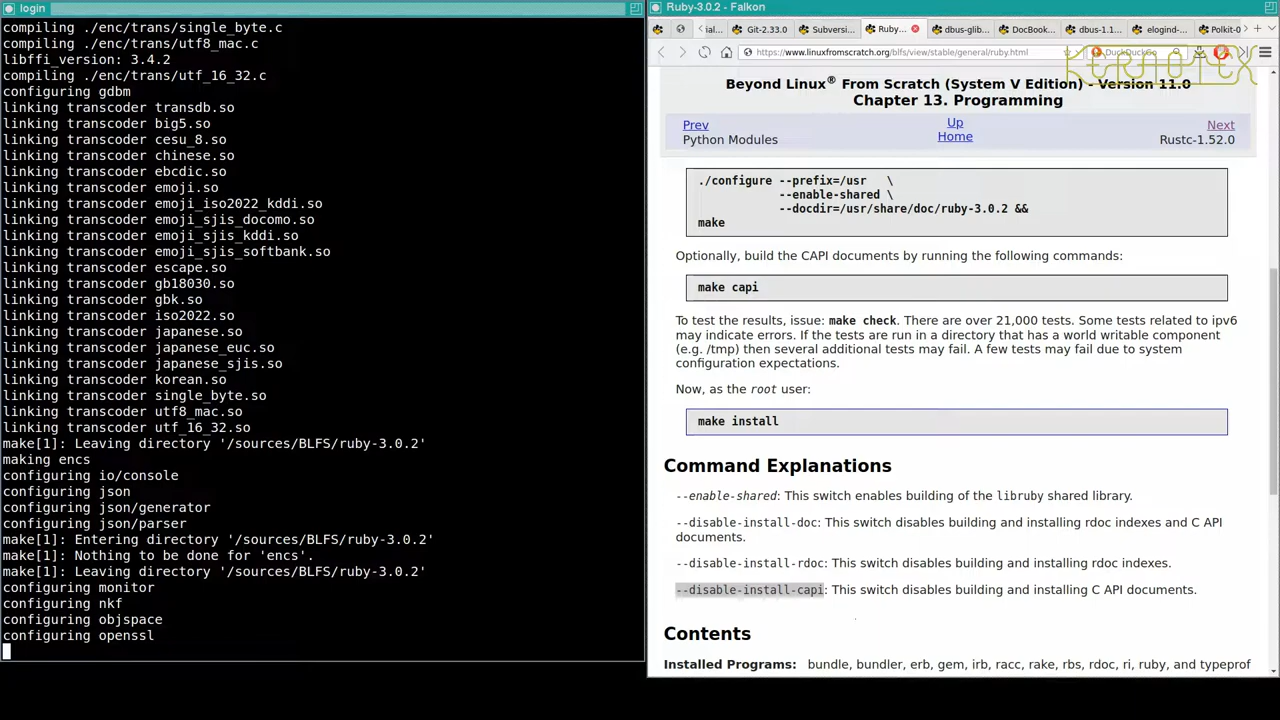 login
compiling ./enc/trans/single_byte.c
compiling ./enc/trans/utf8_mac.c
libffi_version: 3.4.2
compiling ./enc/trans/utf_16_32.c
configuring gdbm
linking transcoder transdb.so
linking transcoder big5.so
linking transcoder cesu_8.so
linking transcoder chinese.so
linking transcoder ebcdic.so
linking transcoder emoji.so
linking transcoder emoji_iso2022_kddi.so
linking transcoder emoji_sjis_docomo.so
linking transcoder emoji_sjis_kddi.so
linking transcoder emoji_sjis_softbank.so
linking transcoder escape.so
linking transcoder gb18030.so
linking transcoder gbk.so
linking transcoder iso2022.so
linking transcoder japanese.so
linking transcoder japanese_euc.so
linking transcoder japanese_sjis.so
linking transcoder korean.so
linking transcoder single_byte.so
linking transcoder utf8_mac.so
linking transcoder utf_16_32.so
make[1]: Leaving directory '/sources/BLFS/ruby-3.0.2'
making encs
configuring io/console
configuring json
configuring json/generator
configuring json/parser
make[1]: Entering directory '/sources/BLFS/ruby-3.0.2'
make[1]: Nothing to be done for 'encs'.
make[1]: Leaving directory '/sources/BLFS/ruby-3.0.2'
configuring monitor
configuring nkf
configuring objspace
configuring openssl
Ruby-3.0.2 - Falkon
ial... Git-2.33.0 Subversi... Ruby... dbus-glib... DocBook... dbus-1.1... elogind-... Polkit-0
https://www.linuxfromscratch.org/blfs/view/stable/general/ruby.html DuckDuckGo
KERNOTEX
Beyond Linux® From Scratch (System V Edition) - Version 11.0
Chapter 13. Programming
Prev Up Next
Python Modules Home Rustc-1.52.0
./configure --prefix=/usr \
--enable-shared \
--docdir=/usr/share/doc/ruby-3.0.2 &&
make
Optionally, build the CAPI documents by running the following commands:
make capi
To test the results, issue: make check. There are over 21,000 tests. Some tests related to ipv6
may indicate errors. If the tests are run in a directory that has a world writable component
(e.g. /tmp) then several additional tests may fail. A few tests may fail due to system
configuration expectations.
Now, as the root user:
make install
Command Explanations
--enable-shared: This switch enables building of the libruby shared library.
--disable-install-doc: This switch disables building and installing rdoc indexes and C API
documents.
--disable-install-rdoc: This switch disables building and installing rdoc indexes.
--disable-install-capi: This switch disables building and installing C API documents.
Contents
Installed Programs: bundle, bundler, erb, gem, irb, racc, rake, rbs, rdoc, ri, ruby, and typeprof